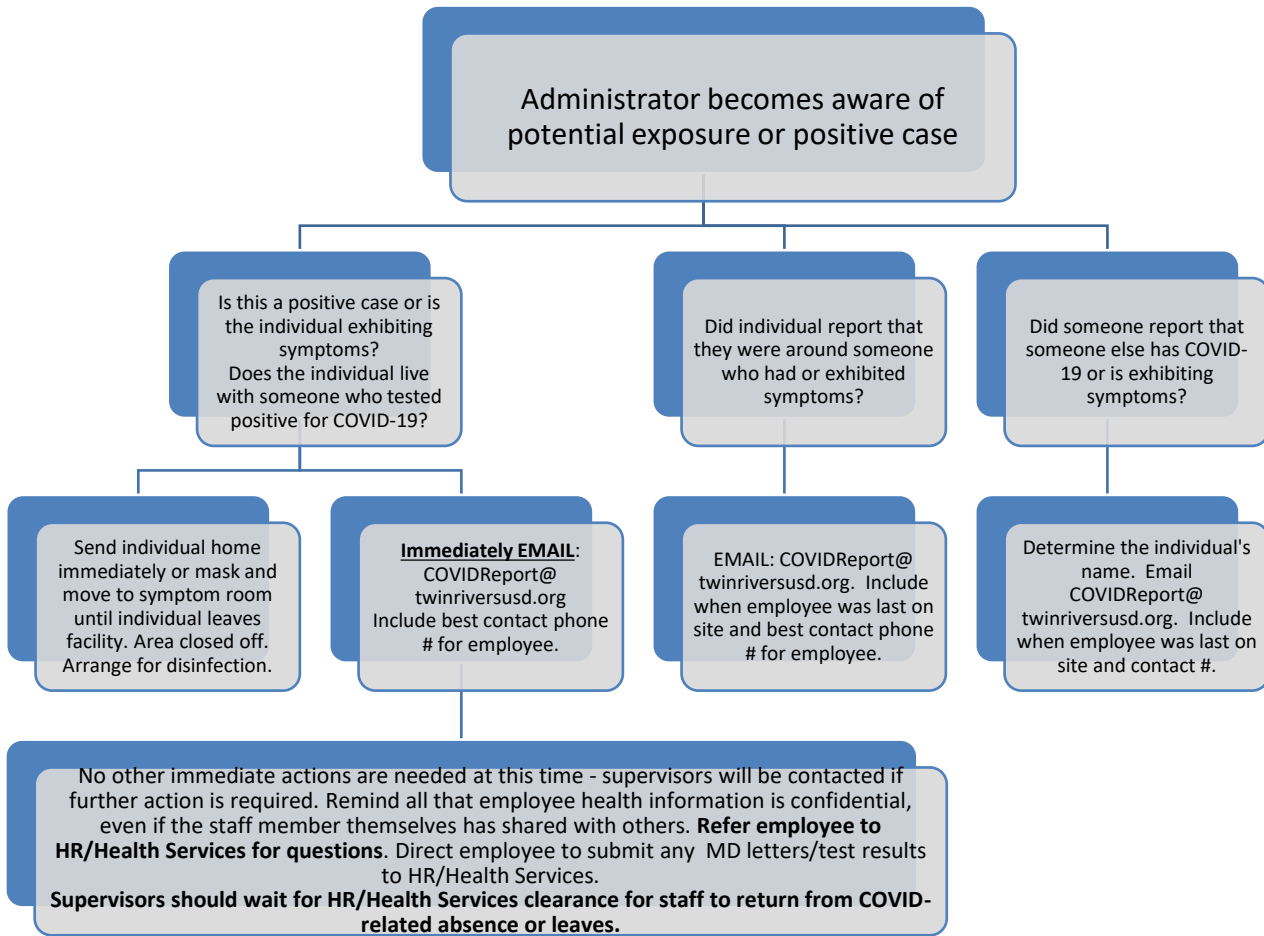 Administrator becomes aware of
potential exposure or positive case
Is this a positive case or is
the individual exhibiting
symptoms?
Does the individual live
with someone who tested
positive for COVID-19?
Did individual report that
they were around someone
who had or exhibited
symptoms?
Did someone report that
someone else has COVID-
19 or is exhibiting
symptoms?
Send individual home
immediately or mask and
move to symptom room
until individual leaves
facility. Area closed off.
Arrange for disinfection.
Immediately EMAIL:
COVIDReport@
twinriversusd.org
Include best contact phone
# for employee.
EMAIL: COVIDReport@
twinriversusd.org.  Include
when employee was last on
site and best contact phone
# for employee.
Determine the individual's
name.  Email
COVIDReport@
twinriversusd.org.  Include
when employee was last on
site and contact #.
No other immediate actions are needed at this time - supervisors will be contacted if
further action is required. Remind all that employee health information is confidential,
even if the staff member themselves has shared with others. Refer employee to
HR/Health Services for questions. Direct employee to submit any  MD letters/test results
to HR/Health Services.
Supervisors should wait for HR/Health Services clearance for staff to return from COVID-
related absence or leaves.